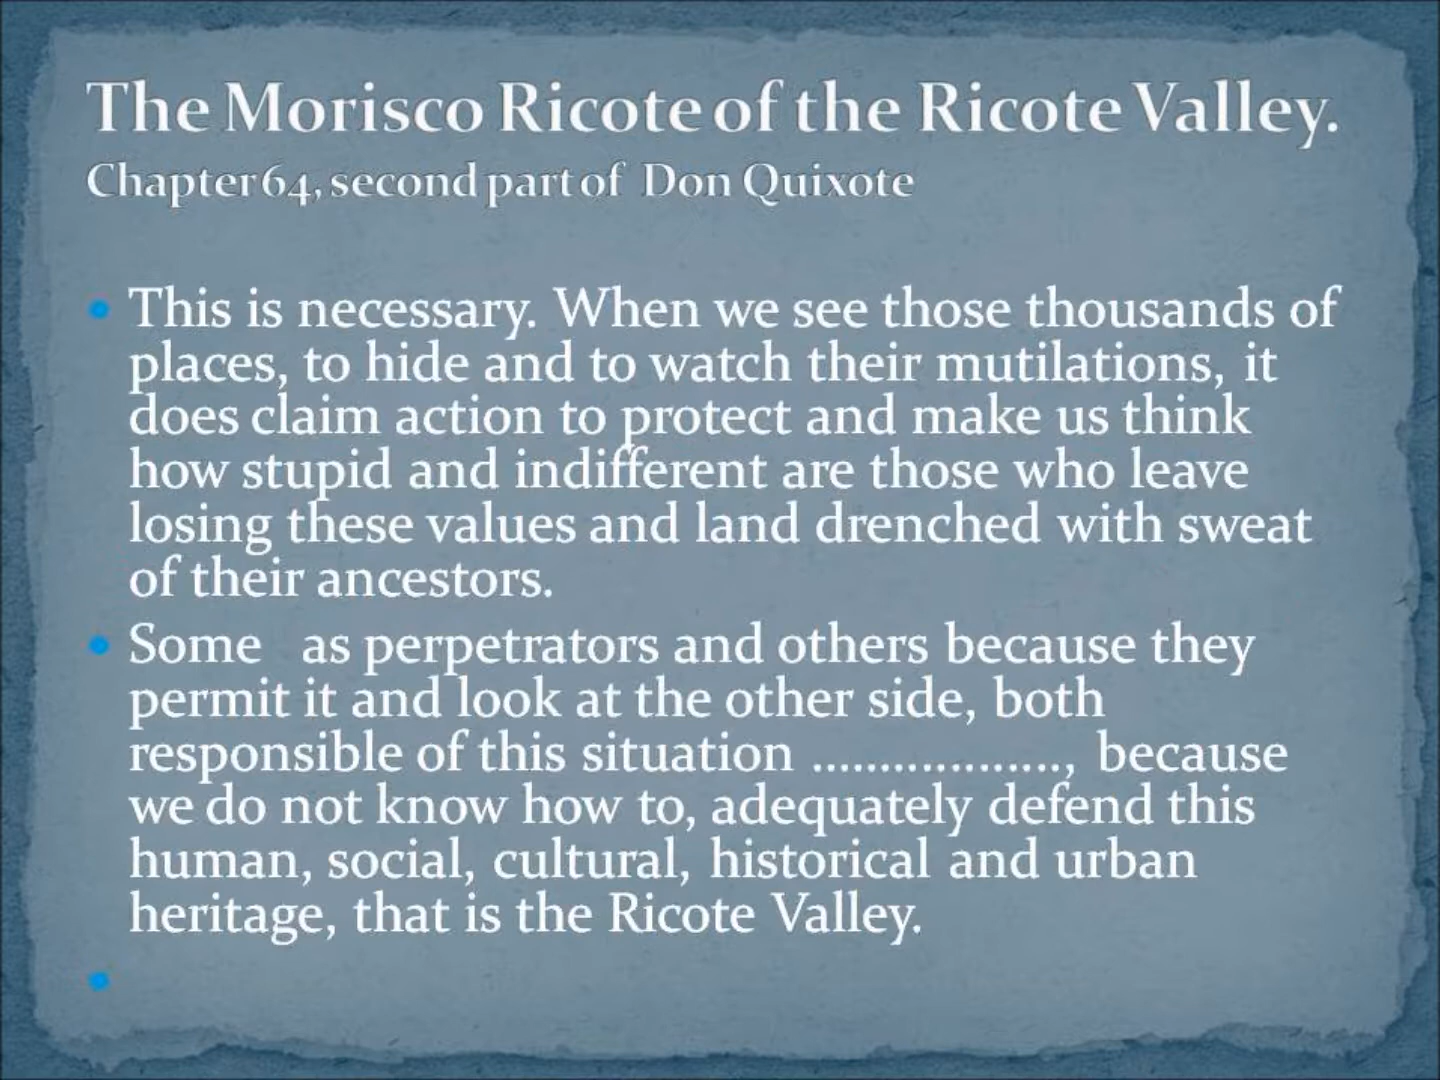 The Morisco Ricote of the Ricote Valley.
Chapter 64, second part of Don Quixote
This is necessary. When we see those thousands of
places, to hide and to watch their mutilations, it
does claim action to protect and make us think
how stupid and indifferent are those who leave
losing these values and land drenched with sweat
of their ancestors.
Some as perpetrators and others because they
permit it and look at the other side, both
responsible of this situation .................., because
we do not know how to, adequately defend this
human, social, cultural, historical and urban
heritage, that is the Ricote Valley.